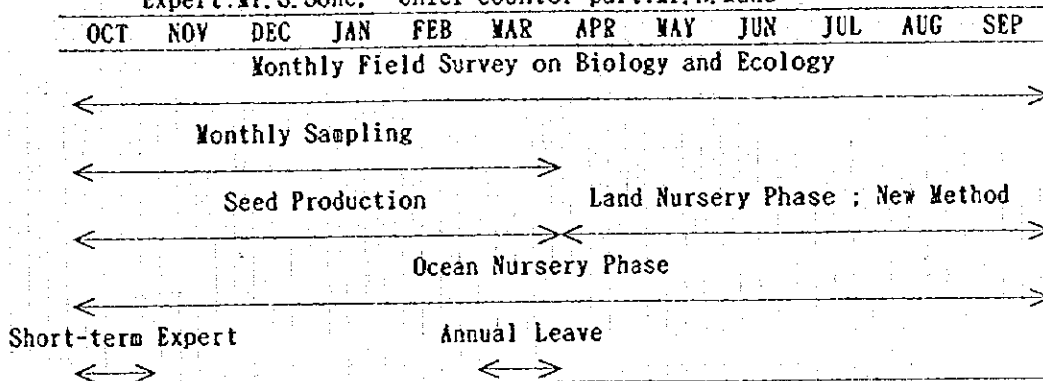 OCT NOV DEC JAN FEB MAR APR MAY JUN JUL AUG SEP
Monthly Field Survey on Biology and Ecology
Monthly Sampling
Seed Production Land Nursery Phase ; New Method
Ocean Nursery Phase
Short-term Expert Annual Leave